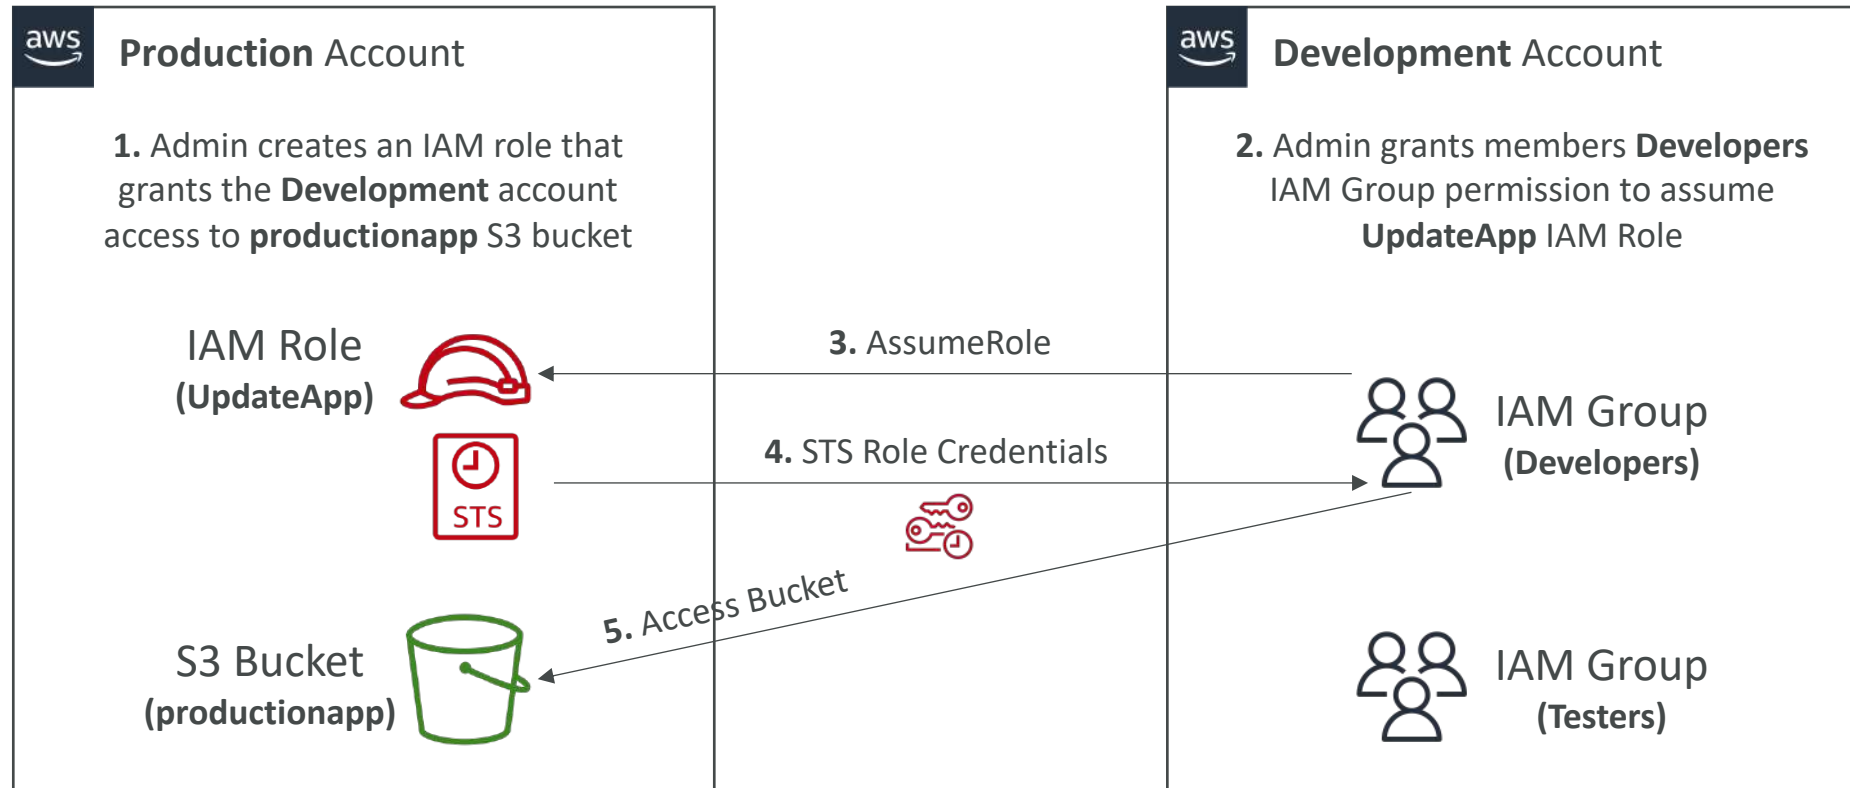 aws
Production Account
1. Admin creates an IAM role that
grants the Development account
access to productionapp S3 bucket
IAM Role
(UpdateApp)
STS
S3 Bucket
(productionapp)
3. AssumeRole
4. STS Role Credentials
5. Access Bucket
aws
Development Account
2. Admin grants members Developers
IAM Group permission to assume
UpdateApp IAM Role
IAM Group
(Developers)
IAM Group
(Testers)